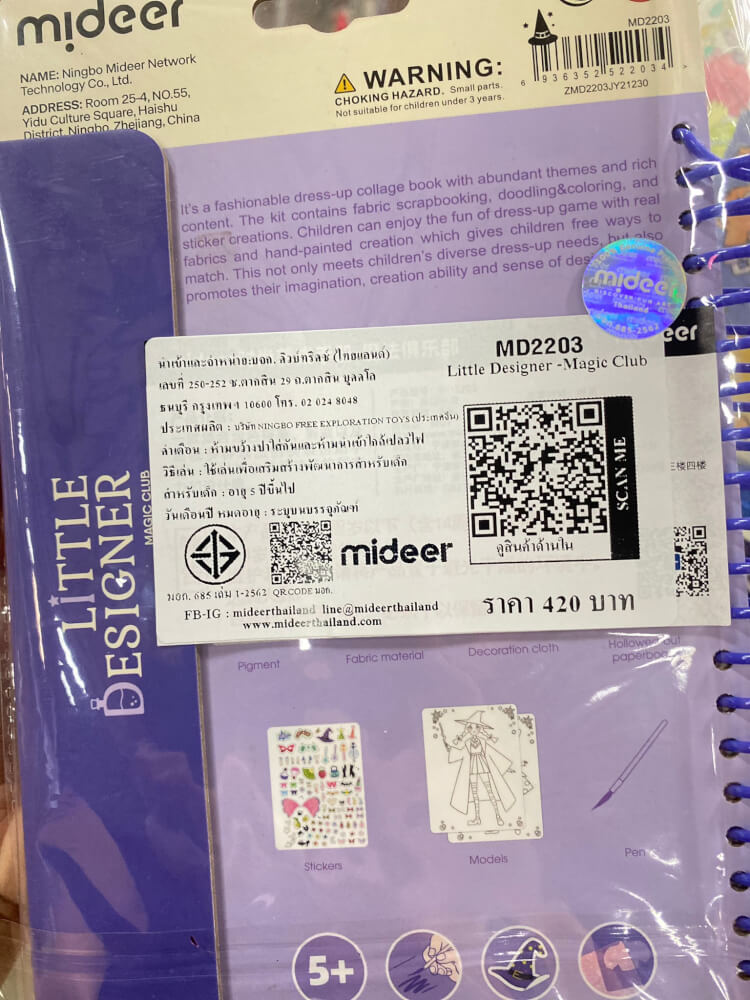 mideer
NAME: Ningbo Mideer Network
Technology Co., Ltd.
ADDRESS: Room 25-4, NO.55,
Yidu Culture Square, Haishu
District, Ningbo, Zhejiang, China
WARNING:
CHOKING HAZARD. Small parts.
Not suitable for children under 3 years.
MD2203
6 936352 522034 >
ZMD2203JY21230
It's a fashionable dress-up collage book with abundant themes and rich
content. The kit contains fabric scrapbooking, doodling&coloring, and
sticker creations. Children can enjoy the fun of dress-up game with real
fabrics and hand-painted creation which gives children free ways to
match. This not only meets children's diverse dress-up needs, but also
promotes their imagination, creation ability and sense of
mideer
DISCOVER FUN ART
Thailand
685-2562
eer
นำเข้าและจำหน่าย:บจก. ลิวบ์ทริลซ์ (ไทยแลนด์)
เลขที่ 250-252 ซ.ตากสิน 29 ถ.ตากสิน บุคคโล
ธนบุรี กรุงเทพฯ 10600 โทร. 02 024 8048
ประเทศผลิต : บริษัท NINGBO FREE EXPLORATION TOYS (ประเทศจีน)
คำเตือน : ห้ามขว้างปาใส่กันและห้ามนำเข้าใกล้เปลวไฟ
วิธีเล่น : ใช้เล่นเพื่อเสริมสร้างพัฒนาการสำหรับเด็ก
สำหรับเด็ก : อายุ 5 ปีขึ้นไป
วันเดือนปี หมดอายุ : ระบุบนบรรจุภัณฑ์
มอก. 685 เล่ม 1-2562 QR CODE มอก.
mideer
FB-IG : mideerthailand line@mideerthailand
www.mideerthailand.com
MD2203
Little Designer -Magic Club
SCAN ME
ดูสินค้าด้านใน
ราคา 420 บาท
三楼四楼
LiTTLE
DESIGNER
MAGIC CLUB
Pigment
Fabric material
Decoration cloth
Hollowed-out
paperboard
Stickers
Models
Pen
5+